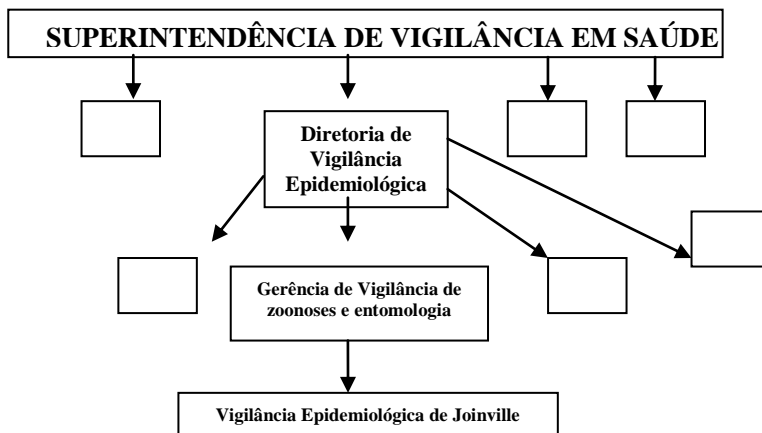 SUPERINTENDÊNCIA DE VIGILÂNCIA EM SAÚDE
Diretoria de
Vigilância
Epidemiológica
Gerência de Vigilância de
zoonoses e entomologia
Vigilância Epidemiológica de Joinville